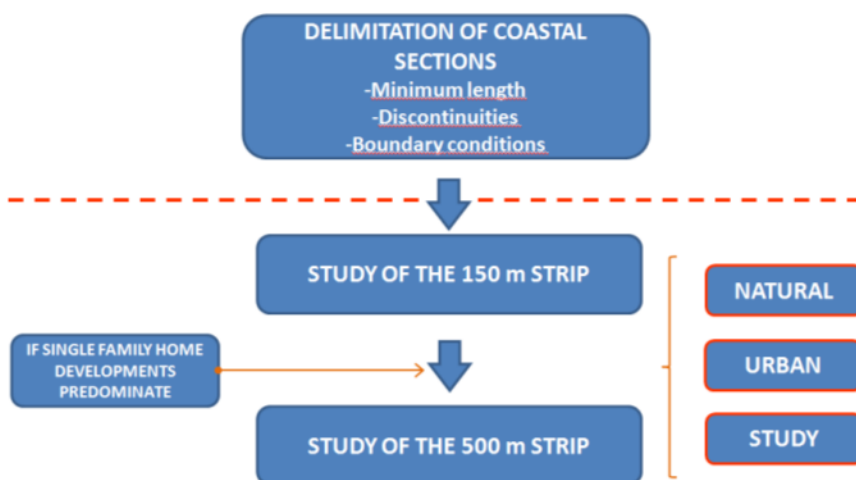 DELIMITATION OF COASTAL
SECTIONS
-Minimum length
-Discontinuities
-Boundary conditions
STUDY OF THE 150 m STRIP
NATURAL
IF SINGLE FAMILY HOME
DEVELOPMENTS
PREDOMINATE
URBAN
STUDY OF THE 500 m STRIP
STUDY